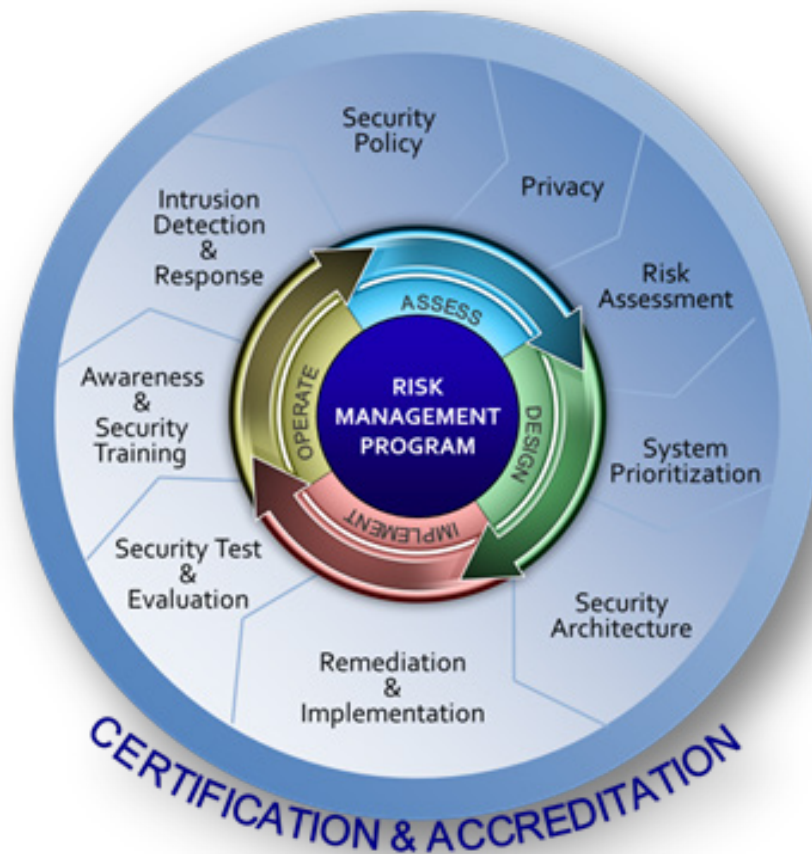 Security
Policy
Privacy
Risk
Assessment
System
Prioritization
Security
Architecture
Remediation
&
Implementation
Security Test
&
Evaluation
Awareness
&
Security
Training
Intrusion
Detection
&
Response
ASSESS
DESIGN
IMPLEMENT
OPERATE
RISK
MANAGEMENT
PROGRAM
CERTIFICATION & ACCREDITATION